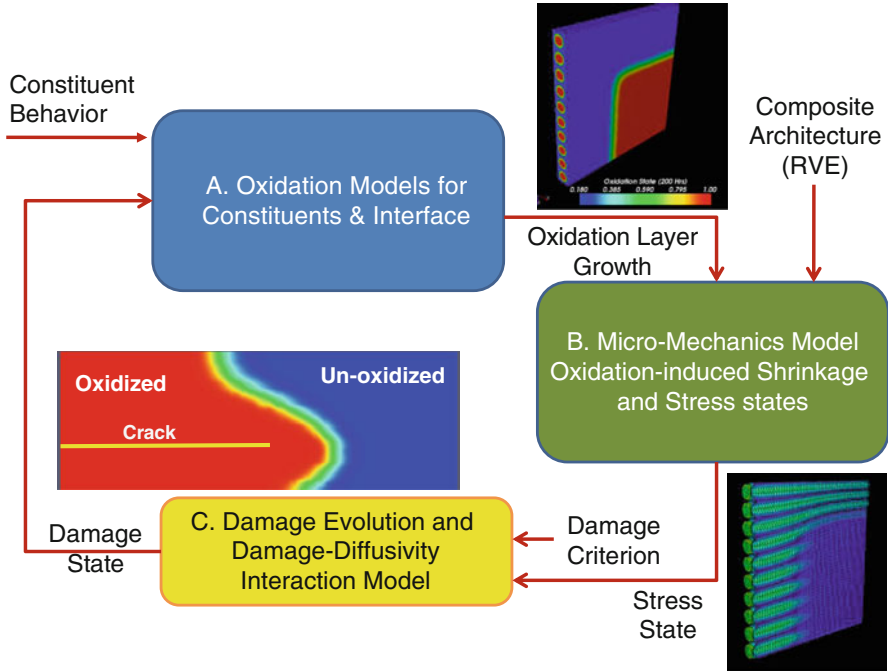 Constituent
Behavior
A. Oxidation Models for
Constituents & Interface
Oxidation State (200 Hrs)
0.180 0.385 0.590 0.795 1.00
Composite
Architecture
(RVE)
Oxidation Layer
Growth
B. Micro-Mechanics Model
Oxidation-induced Shrinkage
and Stress states
Oxidized
Un-oxidized
Crack
C. Damage Evolution and
Damage-Diffusivity
Interaction Model
Damage
State
Damage
Criterion
Stress
State